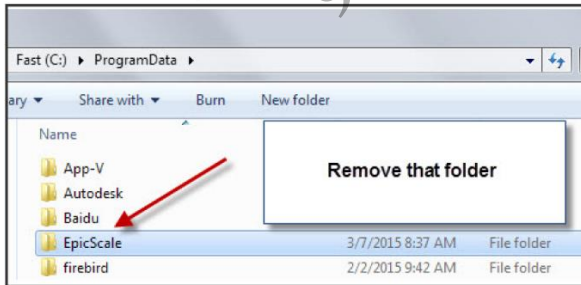 Fast (C:) ▸ ProgramData ▸
ary ▾ Share with ▾ Burn New folder
Name
Remove that folder
App-V
Autodesk
Baidu
EpicScale 3/7/2015 8:37 AM File folder
firebird 2/2/2015 9:42 AM File folder